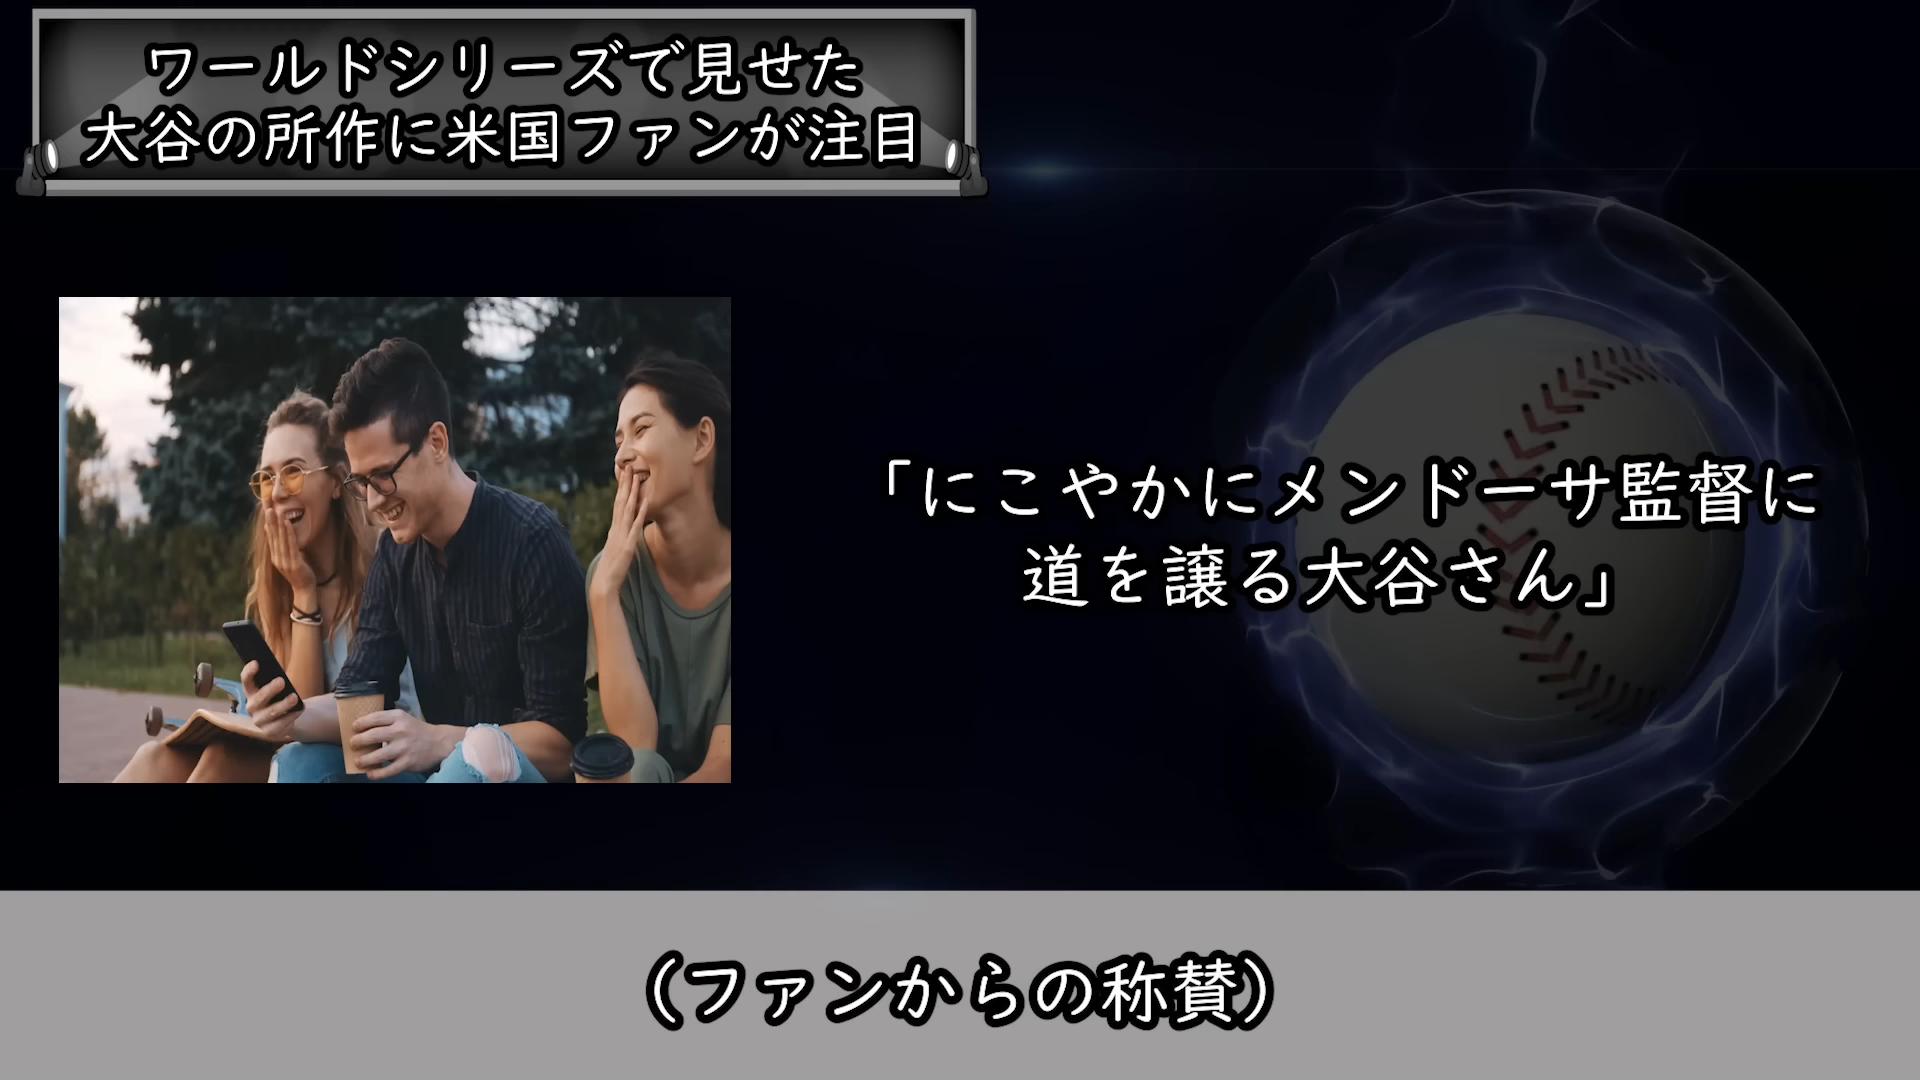 ワールドシリーズで見せた
大谷の所作に米国ファンが注目
「にこやかにメンドーサ監督に
道を譲る大谷さん」
（ファンからの称賛）